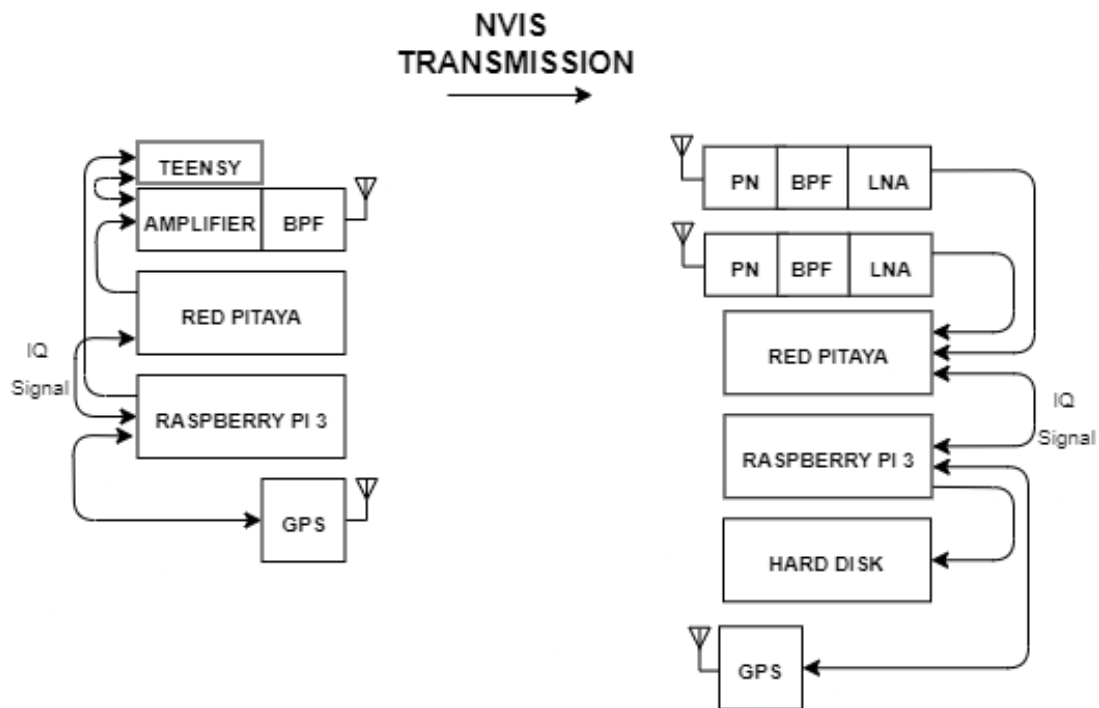 NVIS
TRANSMISSION
TEENSY
AMPLIFIER
BPF
RED PITAYA
IQ
Signal
RASPBERRY PI 3
GPS
PN
BPF
LNA
PN
BPF
LNA
RED PITAYA
IQ
Signal
RASPBERRY PI 3
HARD DISK
GPS